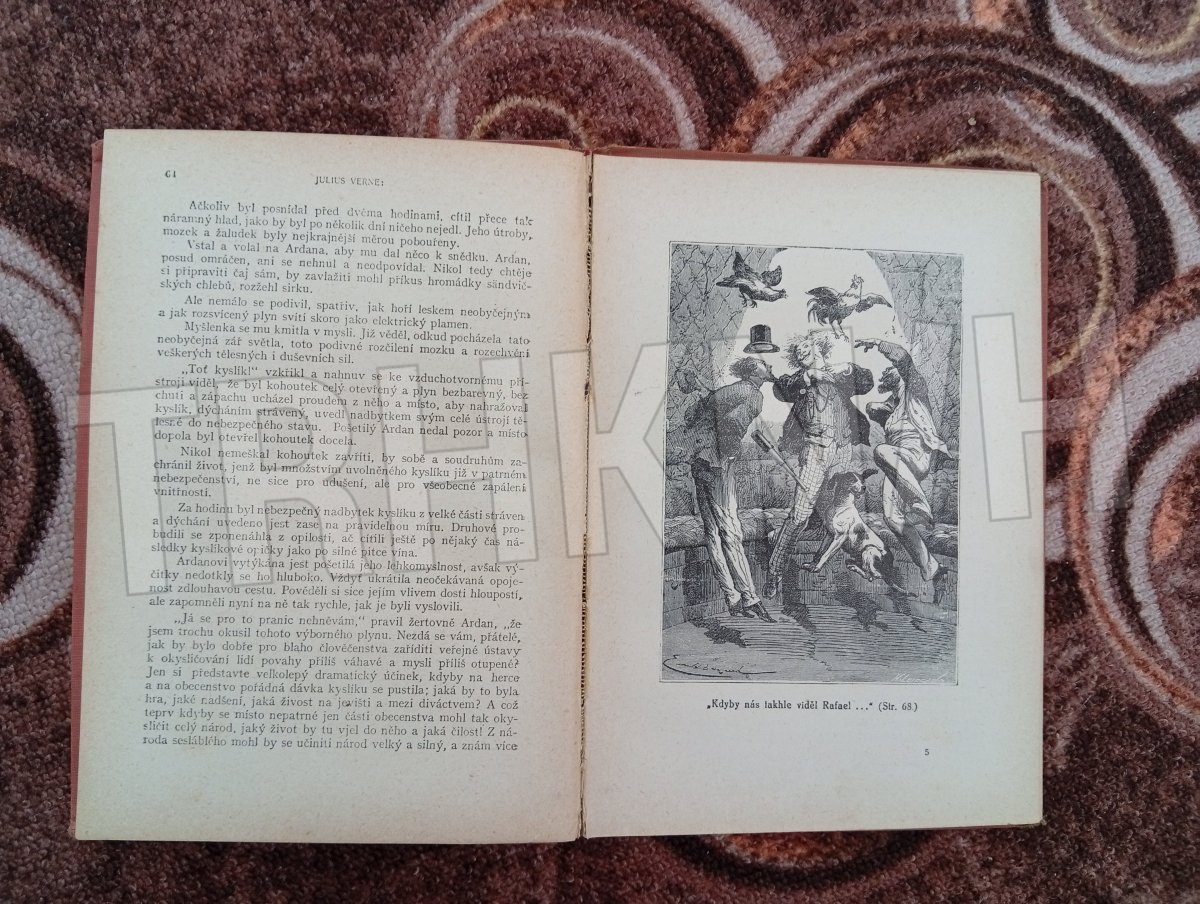 64
JULIUS VERNE:
Ačkoliv byl posnídal před dvěma hodinami, cítil přece tak
náramný hlad, jako by byl po několik dní ničeho nejedl. Jeho útroby,
mozek a žaludek byly nejkrajnější měrou pobouřeny.
Vstal a volal na Ardana, aby mu dal něco k snědku. Ardan,
posud omráčen, ani se nehnul a neodpovídal. Nikol tedy chtěje
si připraviti čaj sám, by zavlažiti mohl příkus hromádky sandvič-
ských chlebů, rozžehl sirku.
Ale nemálo se podivil, spatřiv, jak hoří leskem neobyčejným
a jak rozsvícený plyn svítí skoro jako elektrický plamen.
Myšlenka se mu kmitla v mysli. Již věděl, odkud pocházela tato
neobyčejná zář světla, toto podivné rozčilení mozku a rozechvění
veškerých tělesných i duševních sil.
„Toť kyslík!" vzkřikl a nahnuv se ke vzduchotvornému pří-
stroji viděl, že byl kohoutek celý otevřený a plyn bezbarevný, bez
chuti a zápachu ucházel proudem z něho a místo, aby nahražoval
kyslík, dýcháním strávený, uvedl nadbytkem svým celé ústrojí tě-
lesné do nebezpečného stavu. Pošetilý Ardan nedal pozor a místo
dopola byl otevřel kohoutek docela.
Nikol nemeškal kohoutek zavříti, by sobě a soudruhům za-
chránil život, jenž byl množstvím uvolněného kyslíku již v patrném
nebezpečenství, ne sice pro udušení, ale pro všeobecné zapálení
vnitřností.
Za hodinu byl nebezpečný nadbytek kyslíku z velké části stráven
a dýchání uvedeno jest zase na pravidelnou míru. Druhové pro-
budili se zponenáhla z opilosti, ač cítili ještě po nějaký čas ná-
sledky kyslíkové opičky jako po silné pitce vína.
Ardanovi vytýkána jest pošetilá jeho lehkomyslnost, avšak vý-
čitky nedotkly se ho hluboko. Vždyť ukrátila neočekávaná opoje-
nost zdlouhavou cestu. Pověděli si sice jejím vlivem dosti hloupostí,
ale zapomněli nyní na ně tak rychle, jak je byli vyslovili.
„Já se pro to pranic nehněvám," pravil žertovně Ardan, „že
jsem trochu okusil tohoto výborného plynu. Nezdá se vám, přátelé,
jak by bylo dobře pro blaho člověčenstva zaříditi veřejné ústavy
k okysličování lidí povahy příliš váhavé a mysli příliš otupené?
Jen si představte velkolepý dramatický účinek, kdyby na herce
a na obecenstvo pořádná dávka kyslíku se pustila; jaká by to byla
hra, jaké nadšení, jaká živost na jevišti a mezi diváctvem? A což
teprv kdyby se místo nepatrné jen části obecenstva mohl tak oky-
sličit celý národ, jaký život by tu vjel do něho a jaká čilost! Z ná-
roda sesláblého mohl by se učiniti národ velký a silný, a znám více
„Kdyby nás takhle viděl Rafael ..." (Str. 68.)
5